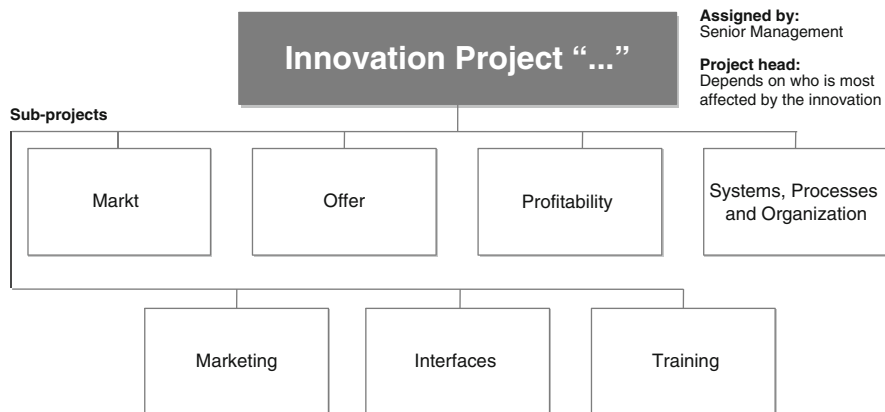 Innovation Project “...”
Assigned by:
Senior Management
Project head:
Depends on who is most
affected by the innovation
Sub-projects
Markt
Offer
Profitability
Systems, Processes
and Organization
Marketing
Interfaces
Training